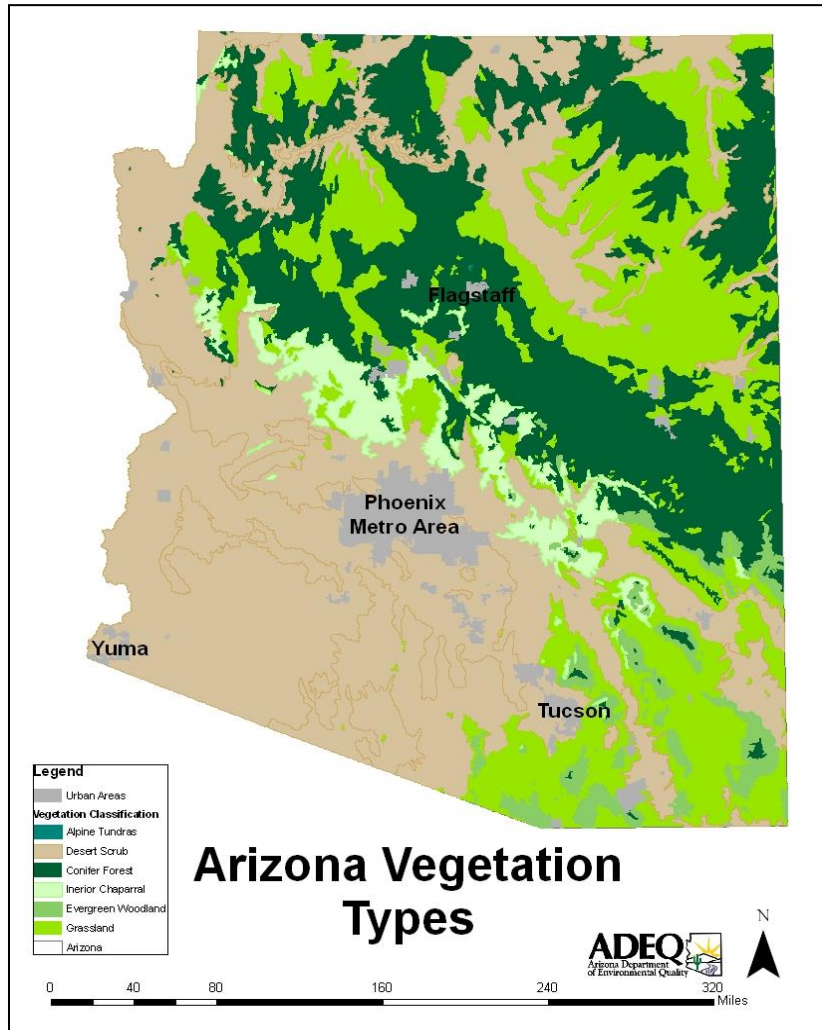 Flagstaff
Phoenix
Metro Area
Yuma
Tucson
Legend
Urban Areas
Vegetation Classification
Alpine Tundras
Desert Scrub
Conifer Forest
Inerior Chaparral
Evergreen Woodland
Grassland
Arizona
Arizona Vegetation
Types
ADEQ
Arizona Department
of Environmental Quality
N
0 40 80 160 240 320
Miles